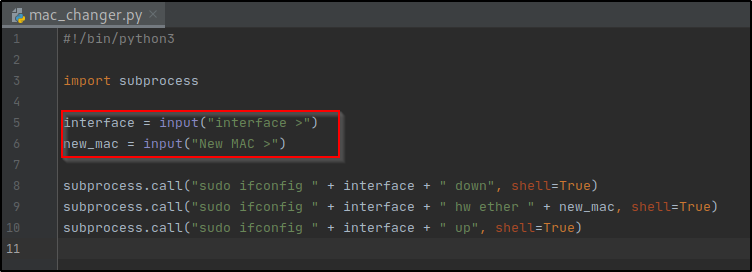 mac_changer.py
1 #!/bin/python3
2
3 import subprocess
4
5 interface = input("interface >")
6 new_mac = input("New MAC >")
7
8 subprocess.call("sudo ifconfig " + interface + " down", shell=True)
9 subprocess.call("sudo ifconfig " + interface + " hw ether " + new_mac, shell=True)
10 subprocess.call("sudo ifconfig " + interface + " up", shell=True)
11